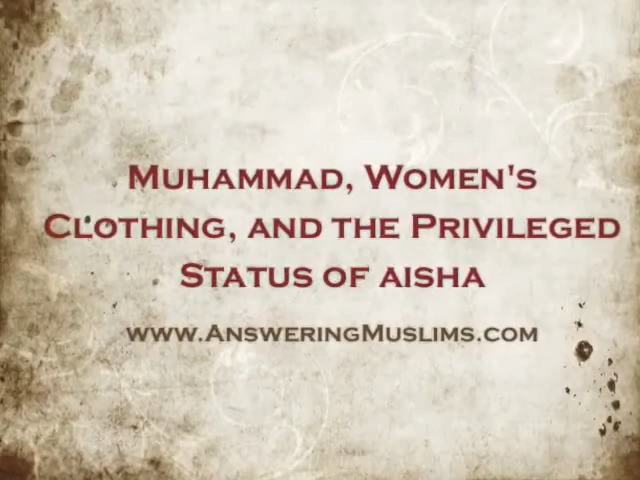 Muhammad, Women's
Clothing, and the Privileged
Status of aisha
www.AnsweringMuslims.com